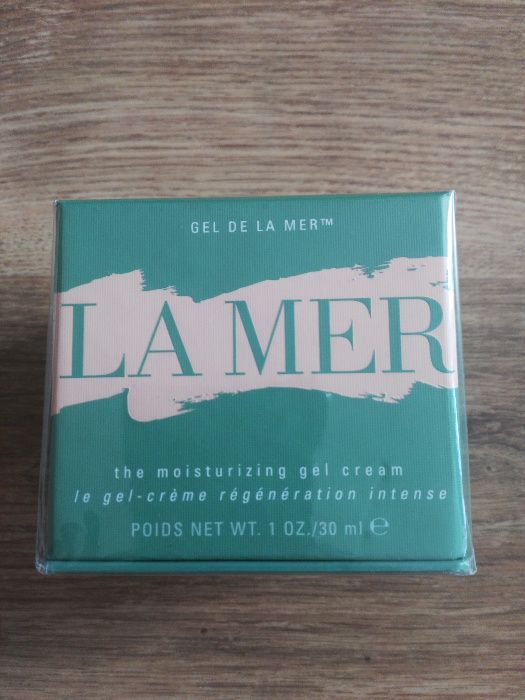 GEL DE LA MER™
LA MER
the moisturizing gel cream
le gel-crème régénération intense
POIDS NET WT. 1 OZ./30 ml ℮